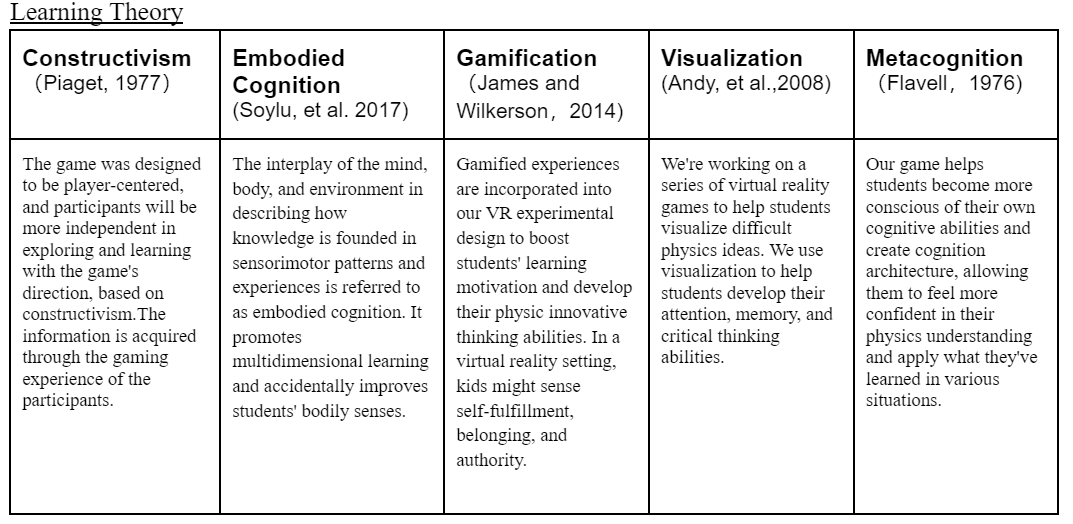 Learning Theory
Constructivism
（Piaget, 1977）
Embodied
Cognition
(Soylu, et al. 2017)
Gamification
（James and
Wilkerson，2014)
Visualization
(Andy, et al.,2008)
Metacognition
（Flavell，1976)
The game was designed
to be player-centered,
and participants will be
more independent in
exploring and learning
with the game's
direction, based on
constructivism.The
information is acquired
through the gaming
experience of the
participants.
The interplay of the mind,
body, and environment in
describing how
knowledge is founded in
sensorimotor patterns and
experiences is referred to
as embodied cognition. It
promotes
multidimensional learning
and accidentally improves
students' bodily senses.
Gamified experiences
are incorporated into
our VR experimental
design to boost
students' learning
motivation and develop
their physic innovative
thinking abilities. In a
virtual reality setting,
kids might sense
self-fulfillment,
belonging, and
authority.
We're working on a
series of virtual reality
games to help students
visualize difficult
physics ideas. We use
visualization to help
students develop their
attention, memory, and
critical thinking
abilities.
Our game helps
students become more
conscious of their own
cognitive abilities and
create cognition
architecture, allowing
them to feel more
confident in their
physics understanding
and apply what they've
learned in various
situations.